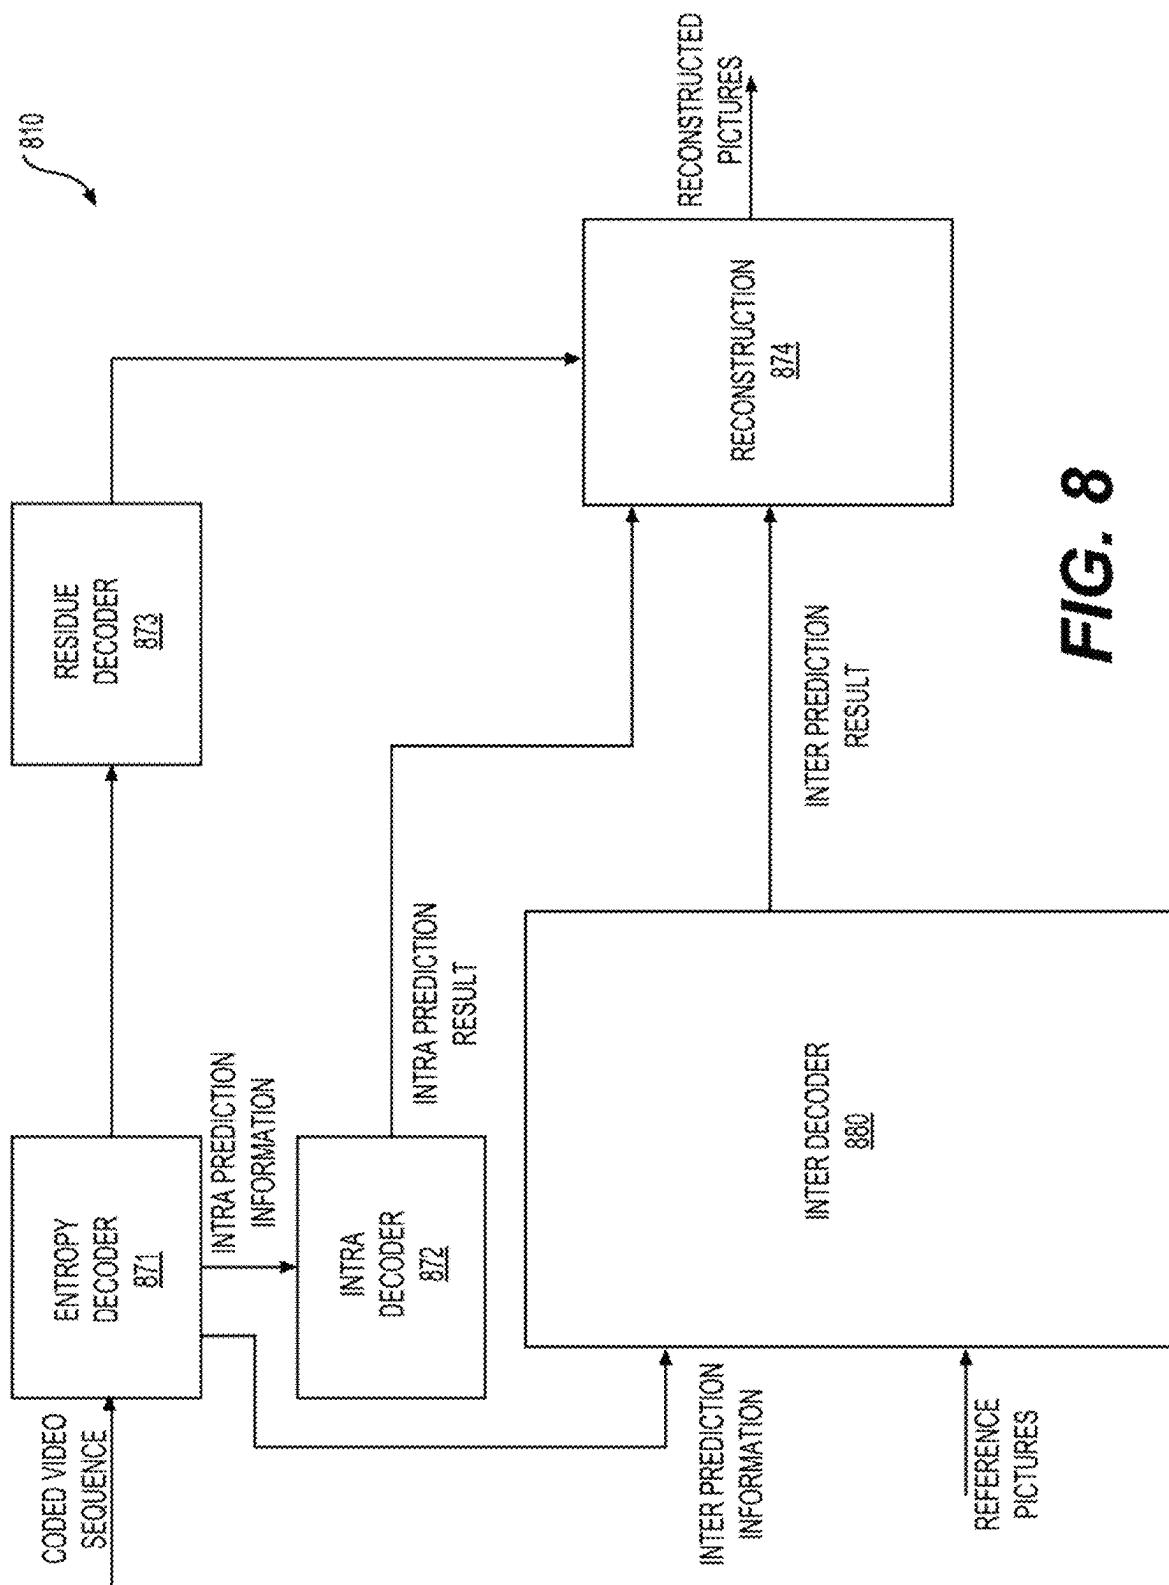 810
CODED VIDEO
SEQUENCE
ENTROPY
DECODER
871
RESIDUE
DECODER
873
INTRA PREDICTION
INFORMATION
INTRA
DECODER
872
INTRA PREDICTION
RESULT
INTER PREDICTION
INFORMATION
REFERENCE
PICTURES
INTER DECODER
880
INTER PREDICTION
RESULT
RECONSTRUCTION
874
RECONSTRUCTED
PICTURES
FIG. 8